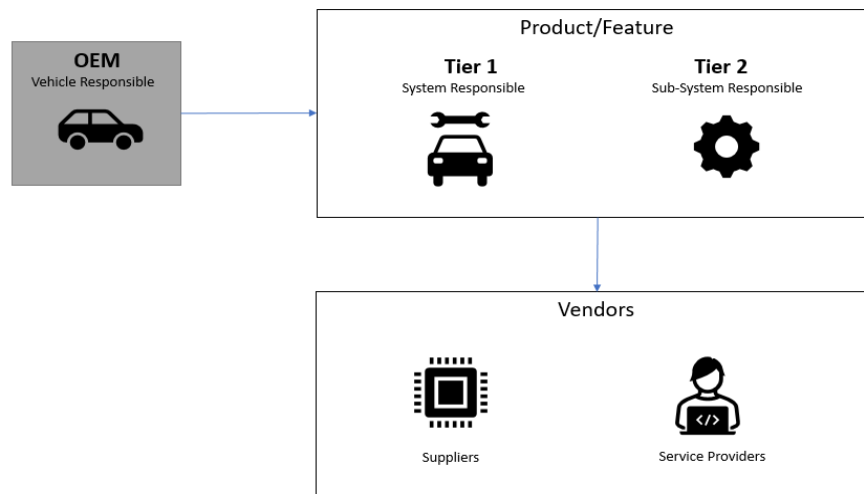 OEM
Vehicle Responsible
Product/Feature
Tier 1
System Responsible
Tier 2
Sub-System Responsible
Vendors
Suppliers
</>
Service Providers